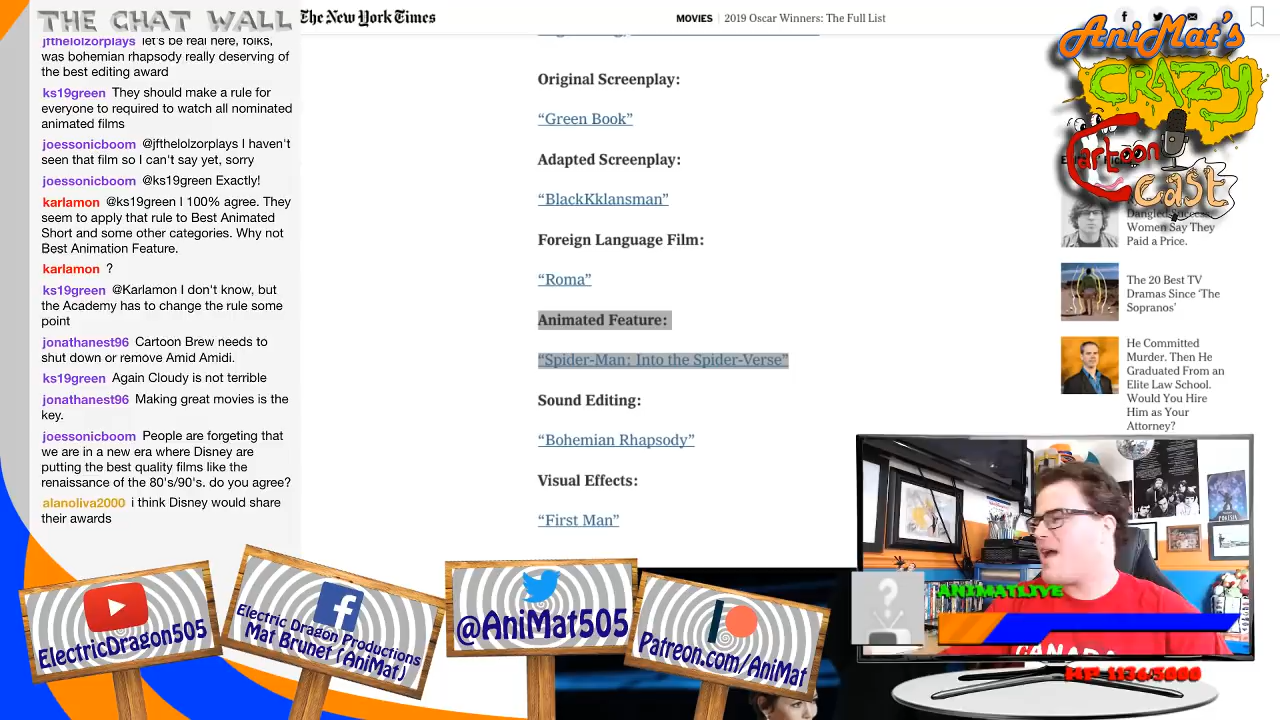 THE CHAT WALL
jfthelolzorplays let's be real here, folks,
was bohemian rhapsody really deserving of
the best editing award
ks19green They should make a rule for
everyone to required to watch all nominated
animated films
joessonicboom @jfthelolzorplays I haven't
seen that film so I can't say yet, sorry
joessonicboom @ks19green Exactly!
karlamon @ks19green I 100% agree. They
seem to apply that rule to Best Animated
Short and some other categories. Why not
Best Animation Feature.
karlamon ?
ks19green @Karlamon I don't know, but
the Academy has to change the rule some
point
jonathanest96 Cartoon Brew needs to
shut down or remove Amid Amidi.
ks19green Again Cloudy is not terrible
jonathanest96 Making great movies is the
key.
joessonicboom People are forgeting that
we are in a new era where Disney are
putting the best quality films like the
renaissance of the 80's/90's. do you agree?
alanoliva2000 i think Disney would share
their awards
The New York Times
MOVIES | 2019 Oscar Winners: The Full List
Original Screenplay:
“Green Book”
Adapted Screenplay:
“BlacKkKlansman”
Foreign Language Film:
“Roma”
Animated Feature:
“Spider-Man: Into the Spider-Verse”
Sound Editing:
“Bohemian Rhapsody”
Visual Effects:
“First Man”
AniMat's
CRAZY
Cartoon
Cast
Dangled Success,
Women Say They
Paid a Price.
The 20 Best TV
Dramas Since ‘The
Sopranos’
He Committed
Murder. Then He
Graduated From an
Elite Law School.
Would You Hire
Him as Your
Attorney?
ElectricDragon505
Electric Dragon Productions
Mat Brunet (AniMat)
@AniMat505
Patreon.com/AniMat
?
ANIMATLIVE
CANADA
HP 1136/5000